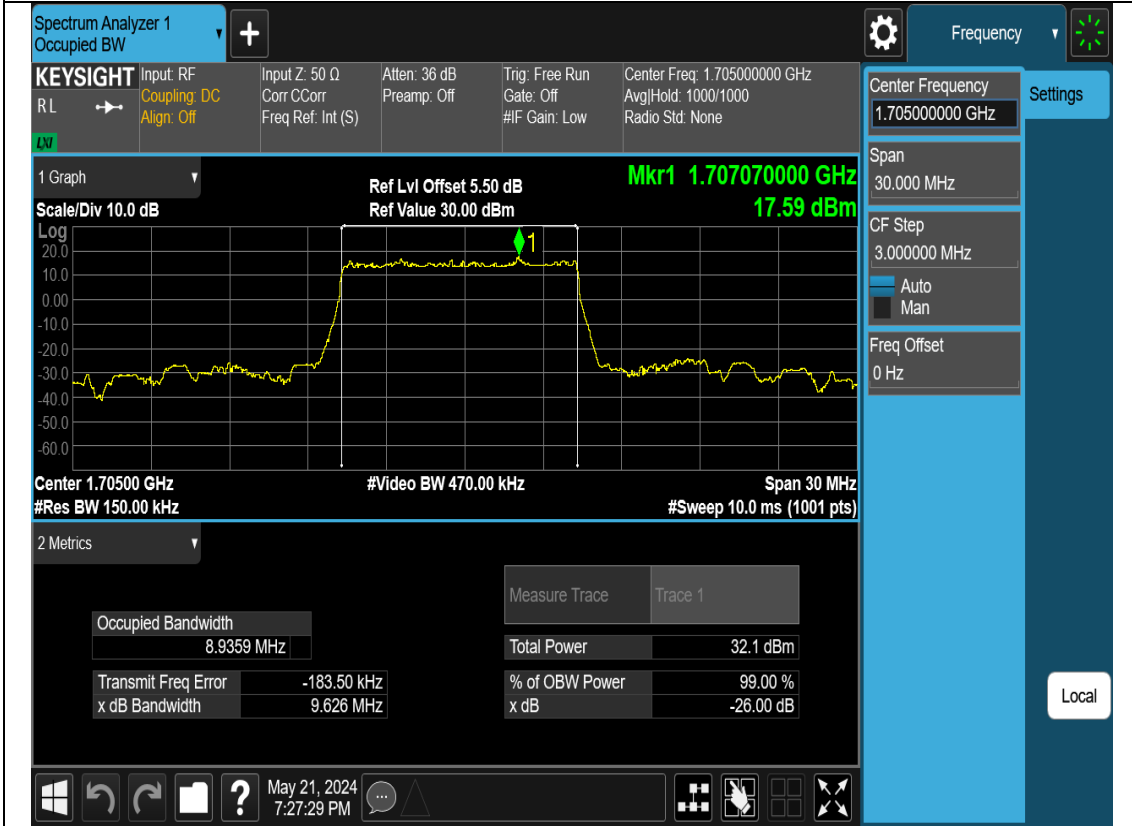 Spectrum Analyzer 1
Occupied BW
Frequency
KEYSIGHT
R L
LXI
Input: RF
Coupling: DC
Align: Off
Input Z: 50 Ω
Corr CCorr
Freq Ref: Int (S)
Atten: 36 dB
Preamp: Off
Trig: Free Run
Gate: Off
#IF Gain: Low
Center Freq: 1.705000000 GHz
Avg|Hold: 1000/1000
Radio Std: None
1 Graph
Scale/Div 10.0 dB
Ref Lvl Offset 5.50 dB
Ref Value 30.00 dBm
Mkr1 1.707070000 GHz
17.59 dBm
Log
20.0
10.0
0.00
-10.0
-20.0
-30.0
-40.0
-50.0
-60.0
1
Center 1.70500 GHz
#Video BW 470.00 kHz
Span 30 MHz
#Res BW 150.00 kHz
#Sweep 10.0 ms (1001 pts)
2 Metrics
Measure Trace
Trace 1
Occupied Bandwidth
8.9359 MHz
Total Power
32.1 dBm
Transmit Freq Error
-183.50 kHz
% of OBW Power
99.00 %
x dB Bandwidth
9.626 MHz
x dB
-26.00 dB
Center Frequency
1.705000000 GHz
Settings
Span
30.000 MHz
CF Step
3.000000 MHz
Auto
Man
Freq Offset
0 Hz
Local
?
May 21, 2024
7:27:29 PM